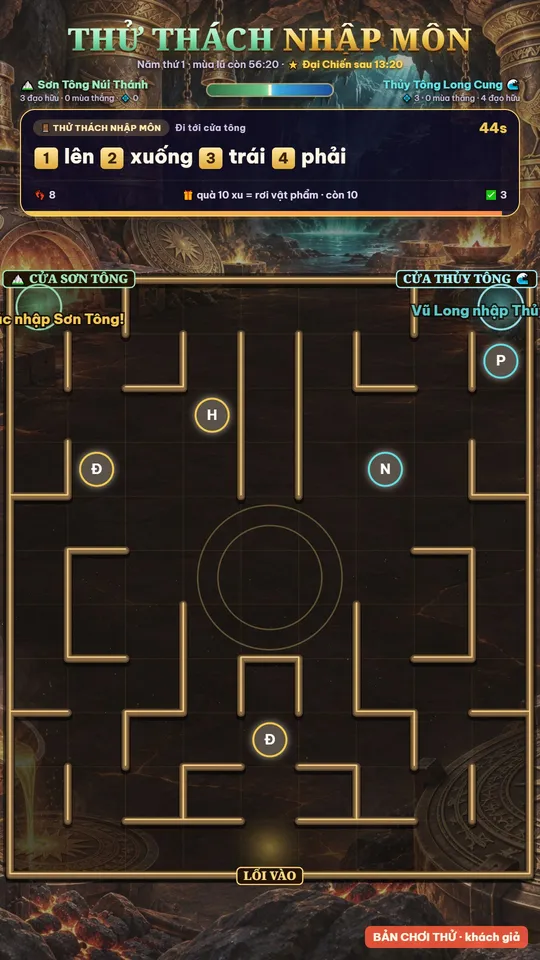 THỬ THÁCH NHẬP MÔN
Năm thứ 1 · mùa lũ còn 56:20 · ★ Đại Chiến sau 13:20
Sơn Tông Núi Thánh
Thủy Tông Long Cung
3 đạo hữu · 0 mùa thắng · 0
3 · 0 mùa thắng · 4 đạo hữu
THỬ THÁCH NHẬP MÔN Đi tới cửa tông 44s
1 lên 2 xuống 3 trái 4 phải
8 quà 10 xu = rơi vật phẩm · còn 10 3
CỬA SƠN TÔNG
CỬA THỦY TÔNG
nhập Sơn Tông!
Vũ Long nhập
P
H
Đ
N
Đ
LỐI VÀO
BẢN CHƠI THỬ · khách giả